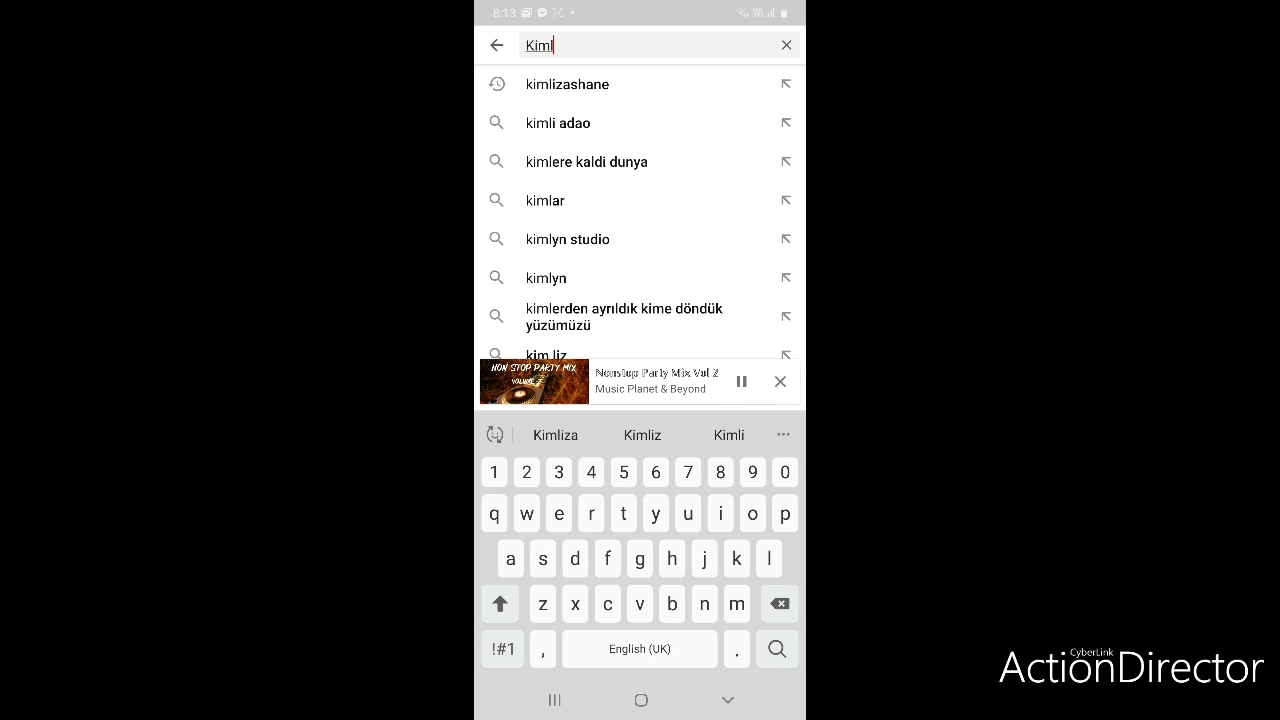 8:13
Kiml
kimlizashane
kimli adao
kimlere kaldi dunya
kimlar
kimlyn studio
kimlyn
kimlerden ayrıldık kime döndük
yüzümüzü
kim liz
NON STOP PARTY MIX
VOLUME 2
Nonstop Party Mix Vol 2
Music Planet & Beyond
Kimliza Kimliz Kimli
1 2 3 4 5 6 7 8 9 0
q w e r t y u i o p
a s d f g h j k l
z x c v b n m
!#1 , English (UK) .
CyberLink
ActionDirector